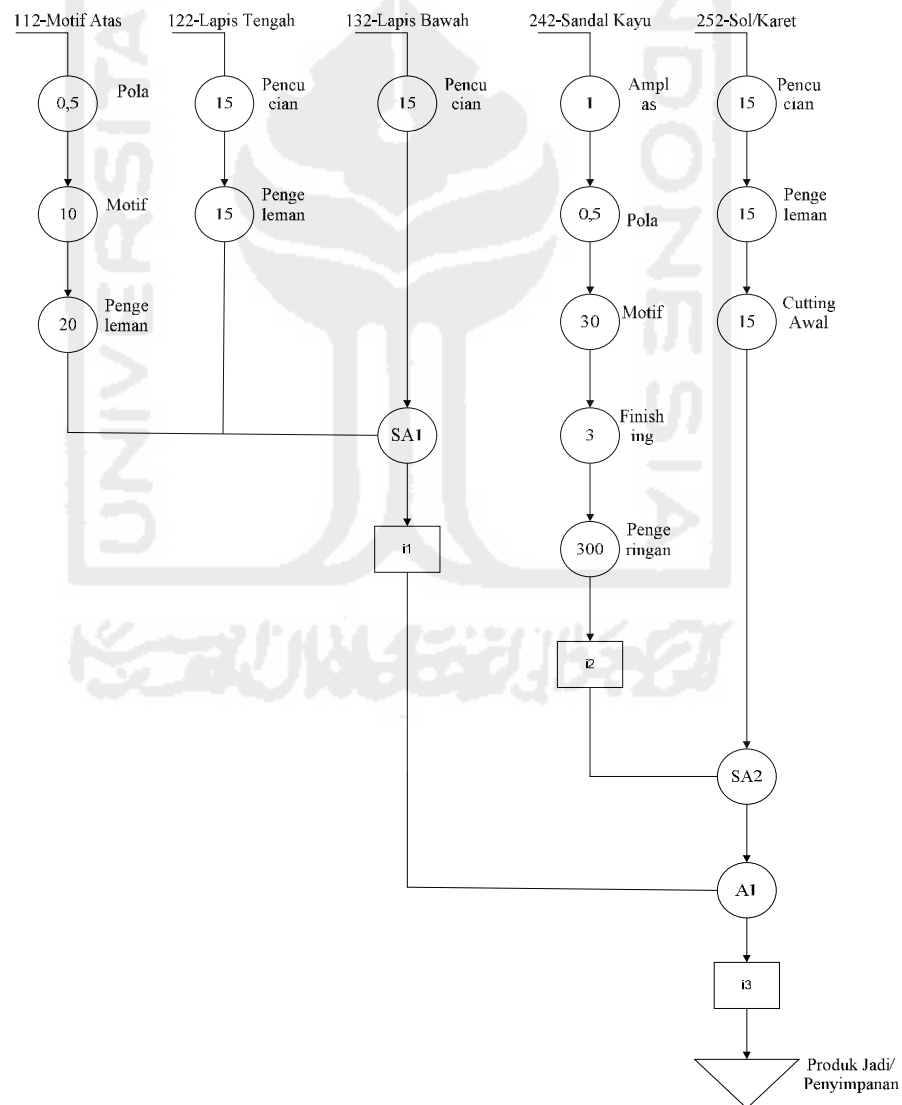 112-Motif Atas
122-Lapis Tengah
132-Lapis Bawah
242-Sandal Kayu
252-Sol/Karet
0,5
Pola
15
Pencu
cian
15
Pencu
cian
1
Ampl
as
15
Pencu
cian
10
Motif
15
Penge
leman
0,5
Pola
15
Penge
leman
20
Penge
leman
30
Motif
15
Cutting
Awal
SA1
3
Finish
ing
i1
300
Penge
ringan
i2
SA2
A1
i3
Produk Jadi/
Penyimpanan
UNIVERSITA
NDONESIA